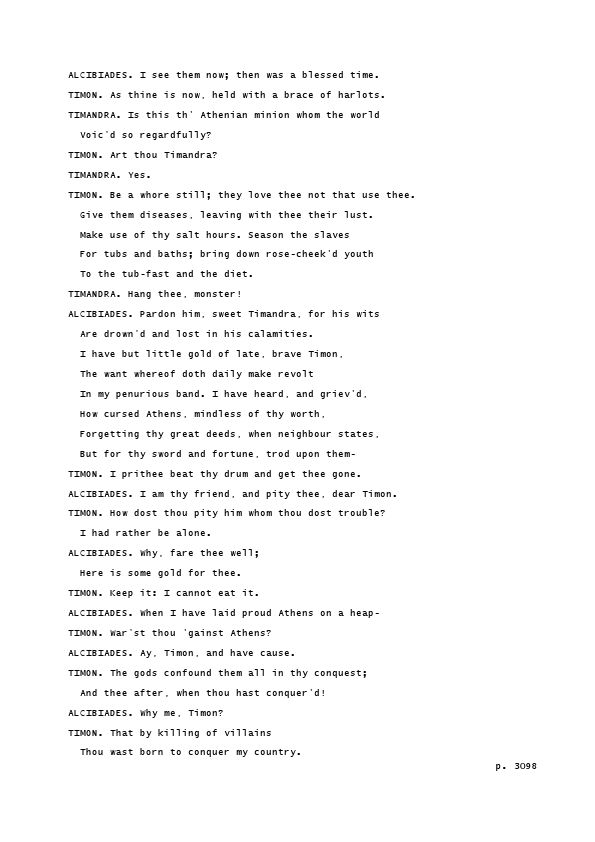 ALCIBIADES. I see them now; then was a blessed time.
TIMON. As thine is now, held with a brace of harlots.
TIMANDRA. Is this th' Athenian minion whom the world
Voic'd so regardfully?
TIMON. Art thou Timandra?
TIMANDRA. Yes.
TIMON. Be a whore still; they love thee not that use thee.
Give them diseases, leaving with thee their lust.
Make use of thy salt hours. Season the slaves
For tubs and baths; bring down rose-cheek'd youth
To the tub-fast and the diet.
TIMANDRA. Hang thee, monster!
ALCIBIADES. Pardon him, sweet Timandra, for his wits
Are drown'd and lost in his calamities.
I have but little gold of late, brave Timon,
The want whereof doth daily make revolt
In my penurious band. I have heard, and griev'd,
How cursed Athens, mindless of thy worth,
Forgetting thy great deeds, when neighbour states,
But for thy sword and fortune, trod upon them-
TIMON. I prithee beat thy drum and get thee gone.
ALCIBIADES. I am thy friend, and pity thee, dear Timon.
TIMON. How dost thou pity him whom thou dost trouble?
I had rather be alone.
ALCIBIADES. Why, fare thee well;
Here is some gold for thee.
TIMON. Keep it: I cannot eat it.
ALCIBIADES. When I have laid proud Athens on a heap-
TIMON. War'st thou 'gainst Athens?
ALCIBIADES. Ay, Timon, and have cause.
TIMON. The gods confound them all in thy conquest;
And thee after, when thou hast conquer'd!
ALCIBIADES. Why me, Timon?
TIMON. That by killing of villains
Thou wast born to conquer my country.
p. 3098